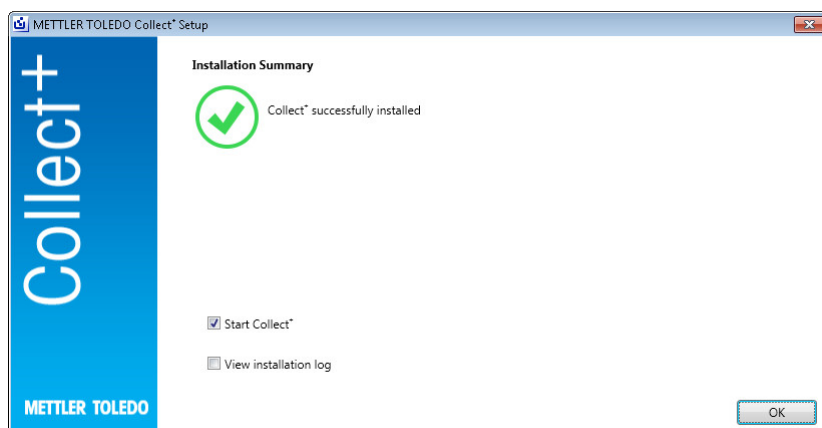 METTLER TOLEDO Collect⁺ Setup
Collect+
Installation Summary
Collect⁺ successfully installed
Start Collect⁺
View installation log
METTLER TOLEDO
OK